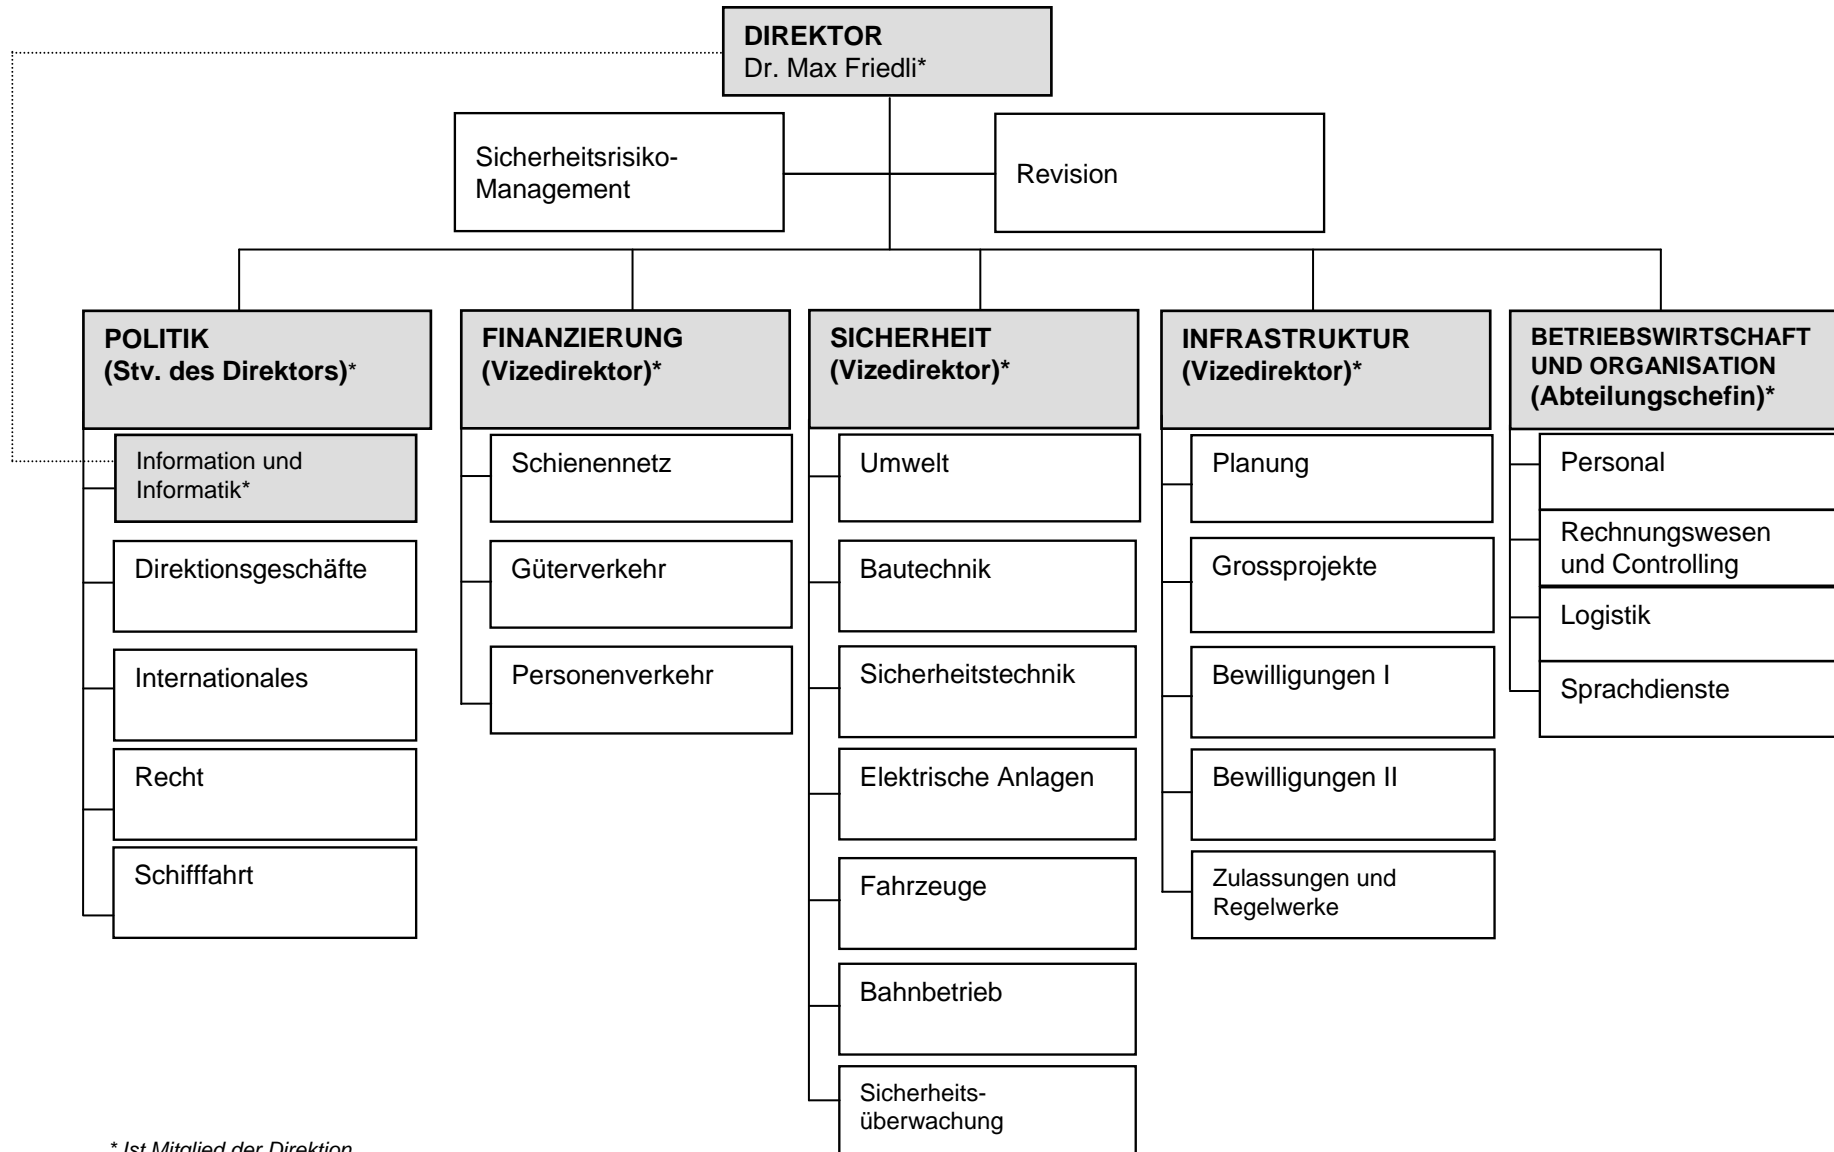 DIREKTOR
Dr. Max Friedli*
Sicherheitsrisiko-
Management
Revision
POLITIK
(Stv. des Direktors)*
Information und
Informatik*
Direktionsgeschäfte
Internationales
Recht
Schifffahrt
FINANZIERUNG
(Vizedirektor)*
Schienennetz
Güterverkehr
Personenverkehr
SICHERHEIT
(Vizedirektor)*
Umwelt
Bautechnik
Sicherheitstechnik
Elektrische Anlagen
Fahrzeuge
Bahnbetrieb
Sicherheits-
überwachung
INFRASTRUKTUR
(Vizedirektor)*
Planung
Grossprojekte
Bewilligungen I
Bewilligungen II
Zulassungen und
Regelwerke
BETRIEBSWIRTSCHAFT
UND ORGANISATION
(Abteilungschefin)*
Personal
Rechnungswesen
und Controlling
Logistik
Sprachdienste
* Ist Mitglied der Direktion